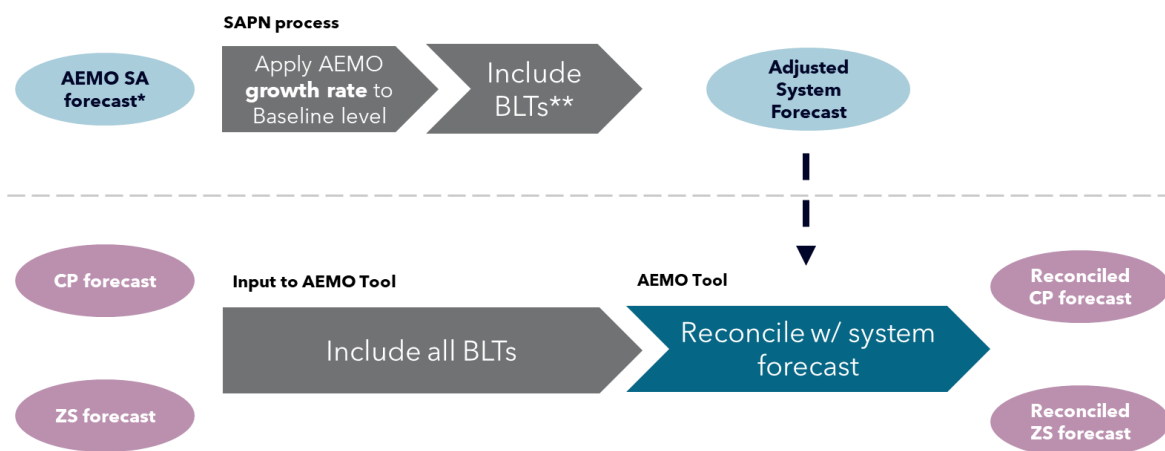 SAPN process
AEMO SA
forecast*
Apply AEMO
growth rate to
Baseline level
Include
BLTs**
Adjusted
System
Forecast
CP forecast
Input to AEMO Tool
AEMO Tool
Reconciled
CP forecast
Include all BLTs
Reconcile w/ system
forecast
ZS forecast
Reconciled
ZS forecast